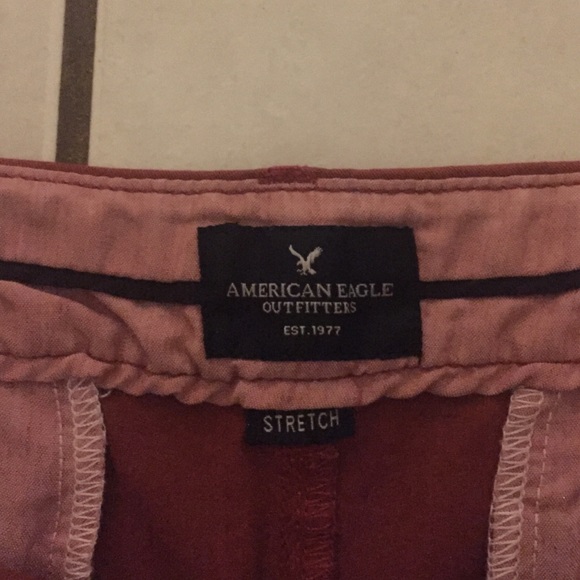 AMERICAN EAGLE
OUTFITTERS
EST. 1977
STRETCH